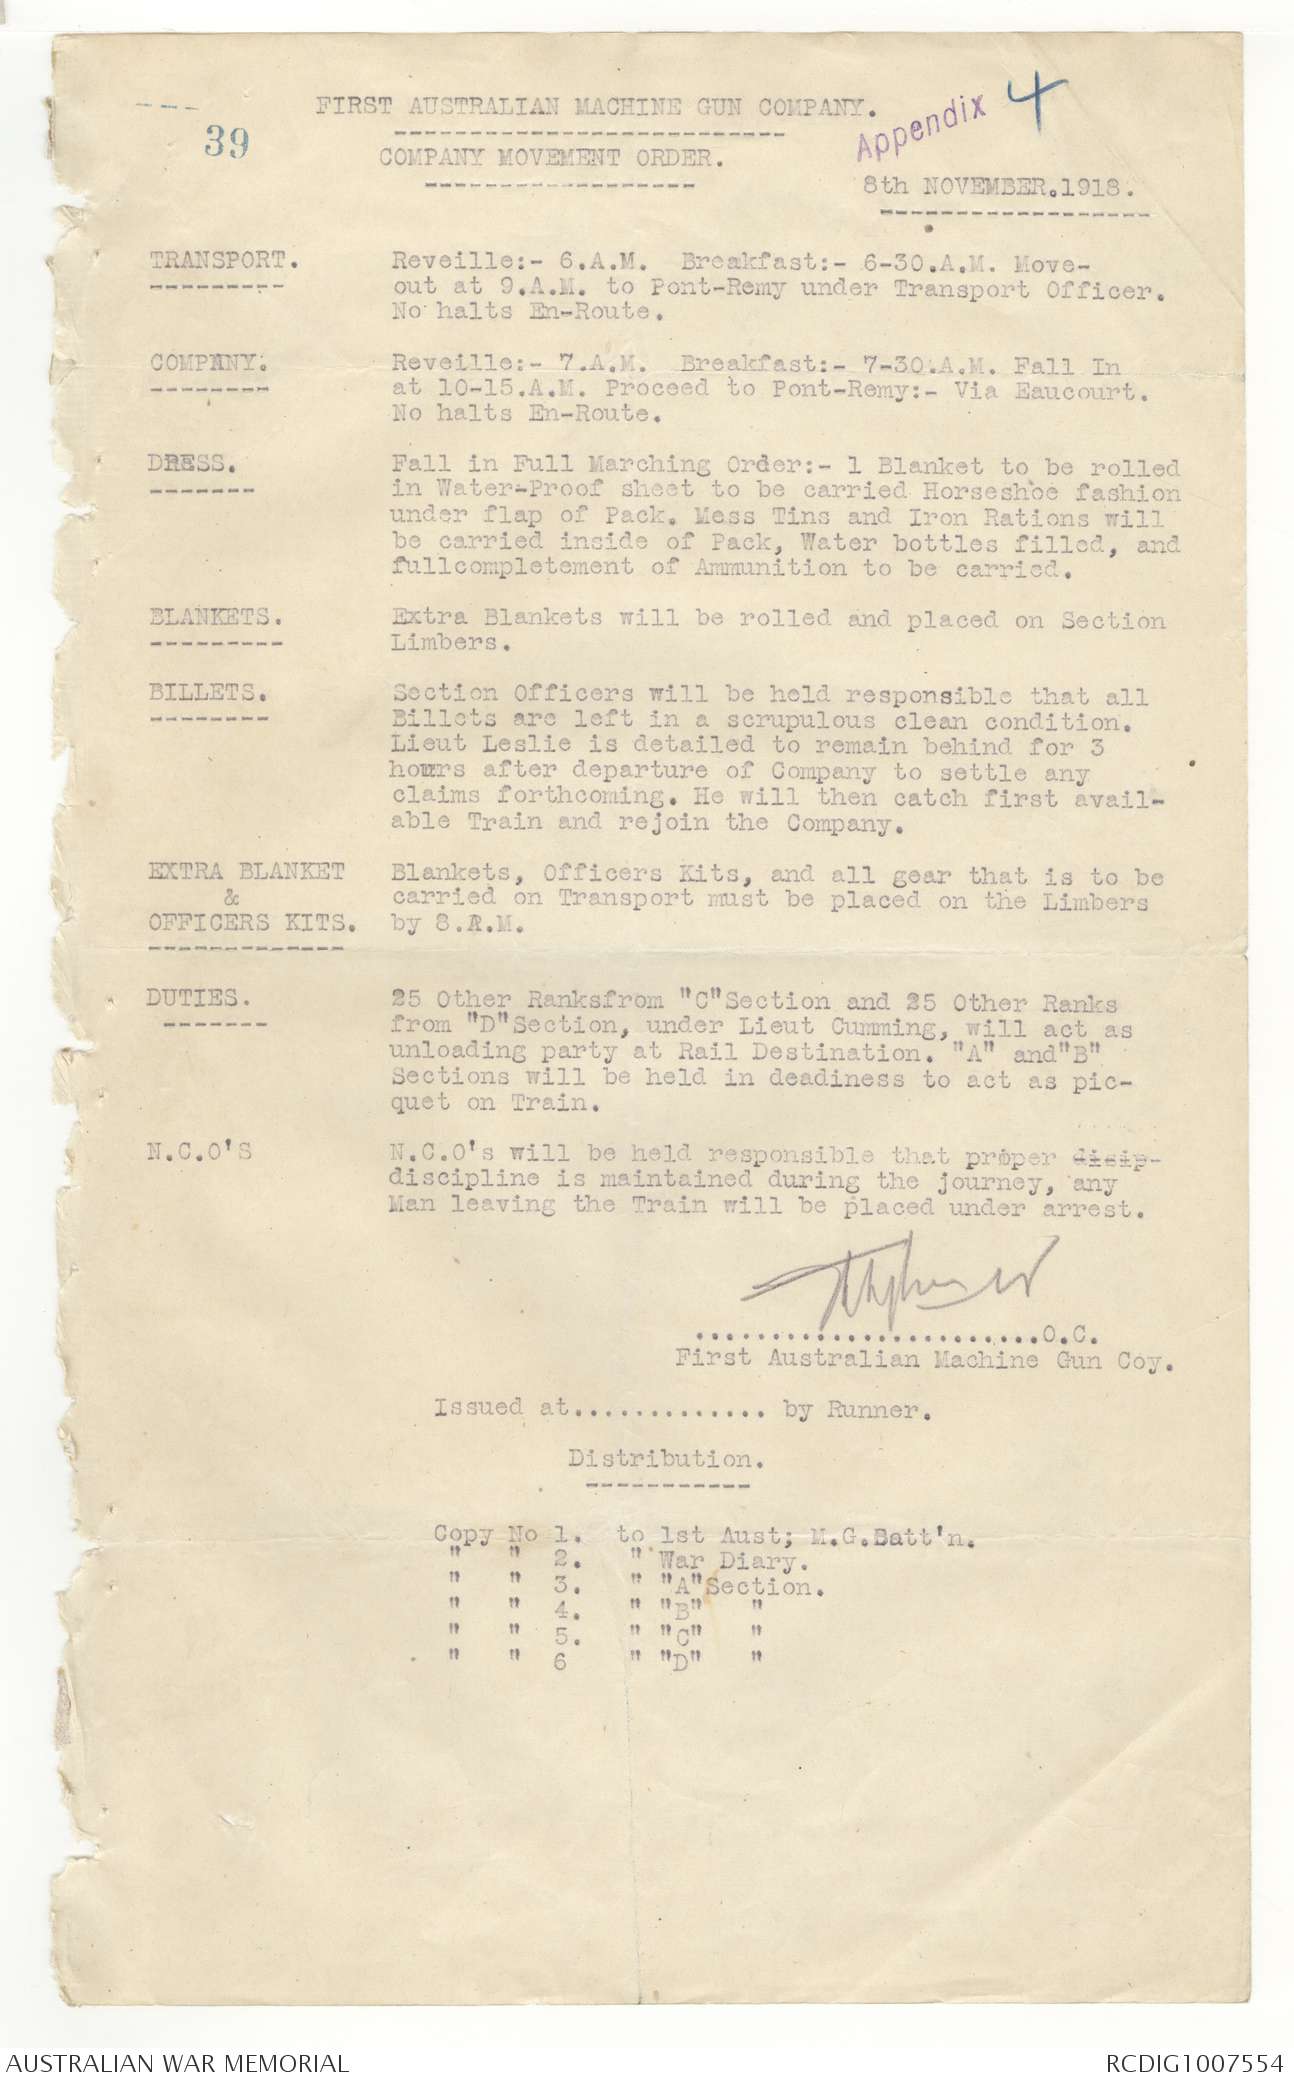 39
FIRST AUSTRALIAN MACHINE GUN COMPANY.
Appendix 4
COMPANY MOVEMENT ORDER.
8th NOVEMBER.1918.
TRANSPORT. Reveille:- 6.A.M. Breakfast:- 6-30.A.M. Move-
out at 9.A.M. to Pont-Remy under Transport Officer.
No halts En-Route.
COMPANY. Reveille:- 7.A.M. Breakfast:- 7-30.A.M. Fall In
at 10-15.A.M. Proceed to Pont-Remy:- Via Eaucourt.
No halts En-Route.
DRESS. Fall in Full Marching Order:- 1 Blanket to be rolled
in Water-Proof sheet to be carried Horseshoe fashion
under flap of Pack. Mess Tins and Iron Rations will
be carried inside of Pack, Water bottles filled, and
fullcompletement of Ammunition to be carried.
BLANKETS. Extra Blankets will be rolled and placed on Section
Limbers.
BILLETS. Section Officers will be held responsible that all
Billets are left in a scrupulous clean condition.
Lieut Leslie is detailed to remain behind for 3
hours after departure of Company to settle any
claims forthcoming. He will then catch first avail-
able Train and rejoin the Company.
EXTRA BLANKET Blankets, Officers Kits, and all gear that is to be
& carried on Transport must be placed on the Limbers
OFFICERS KITS. by 8.A.M.
DUTIES. 25 Other Ranksfrom "C"Section and 25 Other Ranks
from "D"Section, under Lieut Cumming, will act as
unloading party at Rail Destination. "A" and"B"
Sections will be held in deadiness to act as pic-
quet on Train.
N.C.O'S N.C.O's will be held responsible that proper disip-
discipline is maintained during the journey, any
Man leaving the Train will be placed under arrest.
.......................O.C.
First Australian Machine Gun Coy.
Issued at............. by Runner.
Distribution.
Copy No 1. to 1st Aust; M.G.Batt'n.
" " 2. " War Diary.
" " 3. " "A"Section.
" " 4. " "B" "
" " 5. " "C" "
" " 6 " "D" "
AUSTRALIAN WAR MEMORIAL
RCDIG1007554